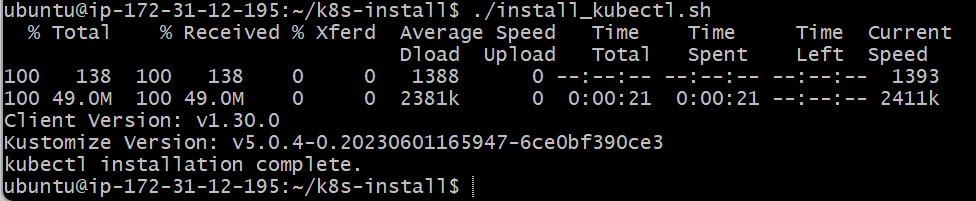 ubuntu@ip-172-31-12-195:~/k8s-install$ ./install_kubectl.sh
  % Total    % Received % Xferd  Average Speed   Time    Time     Time  Current
                                 Dload  Upload   Total   Spent    Left  Speed
100   138  100   138    0     0   1388      0 --:--:-- --:--:-- --:--:--  1393
100 49.0M  100 49.0M    0     0  2381k      0  0:00:21  0:00:21 --:--:-- 2411k
Client Version: v1.30.0
Kustomize Version: v5.0.4-0.20230601165947-6ce0bf390ce3
kubectl installation complete.
ubuntu@ip-172-31-12-195:~/k8s-install$